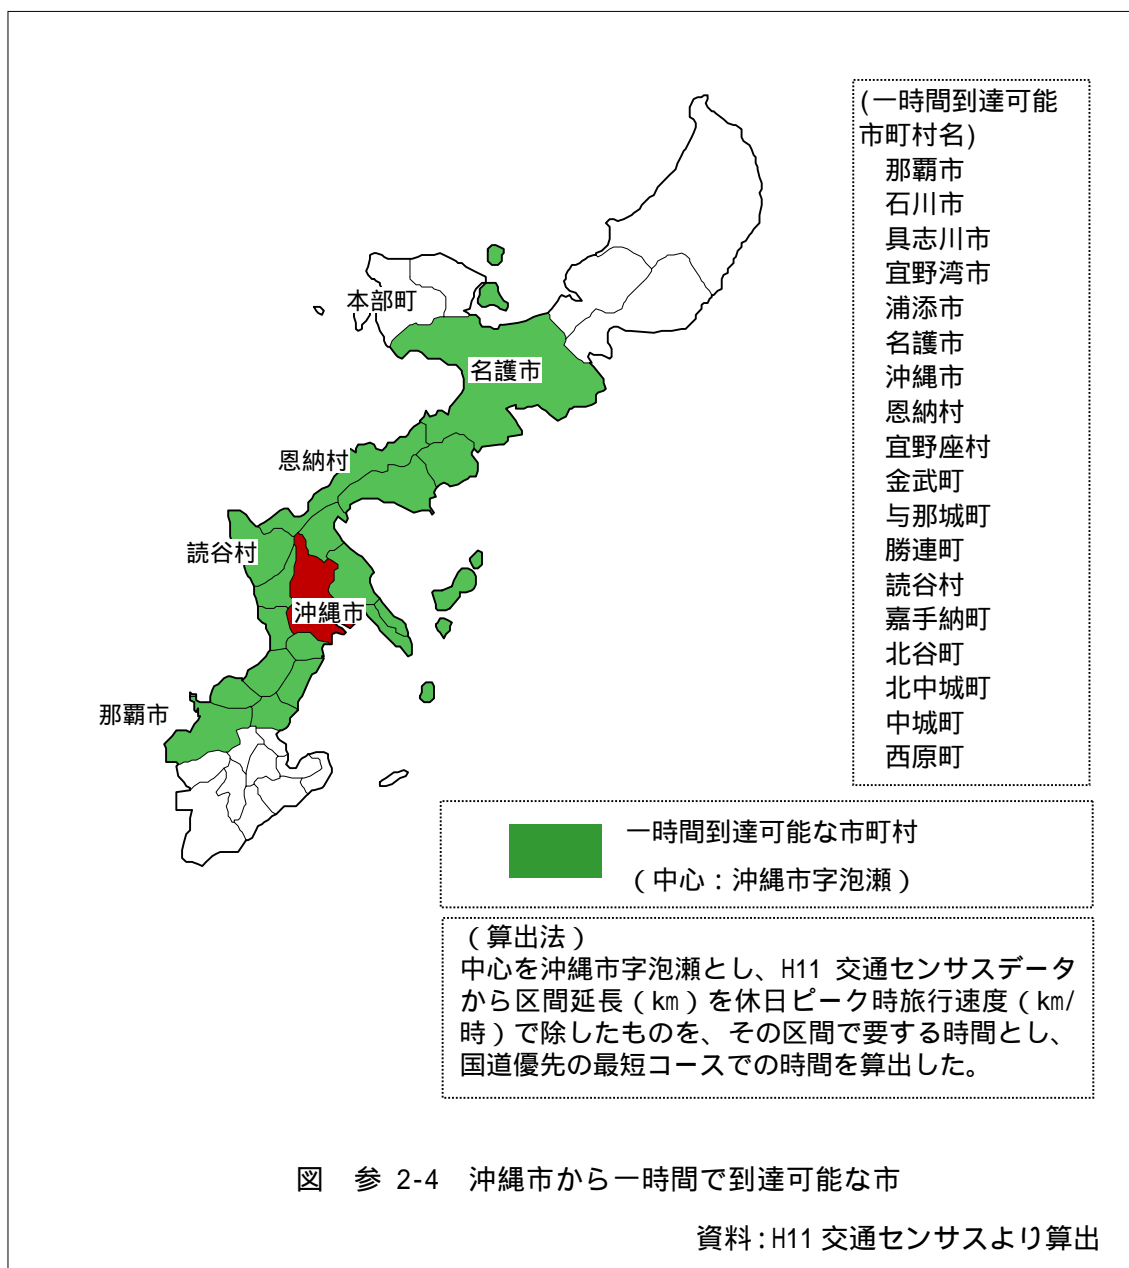 (一時間到達可能
市町村名)
那覇市
石川市
具志川市
宜野湾市
浦添市
名護市
沖縄市
恩納村
宜野座村
金武町
与那城町
勝連町
読谷村
嘉手納町
北谷町
北中城町
中城町
西原町
本部町
名護市
恩納村
読谷村
沖縄市
那覇市
一時間到達可能な市町村
(中心:沖縄市字泡瀬)
(算出法)
中心を沖縄市字泡瀬とし、H11 交通センサスデータ
から区間延長(㎞)を休日ピーク時旅行速度(㎞/
時)で除したものを、その区間で要する時間とし、
国道優先の最短コースでの時間を算出した。
図 参 2-4 沖縄市から一時間で到達可能な市
資料:H11 交通センサスより算出